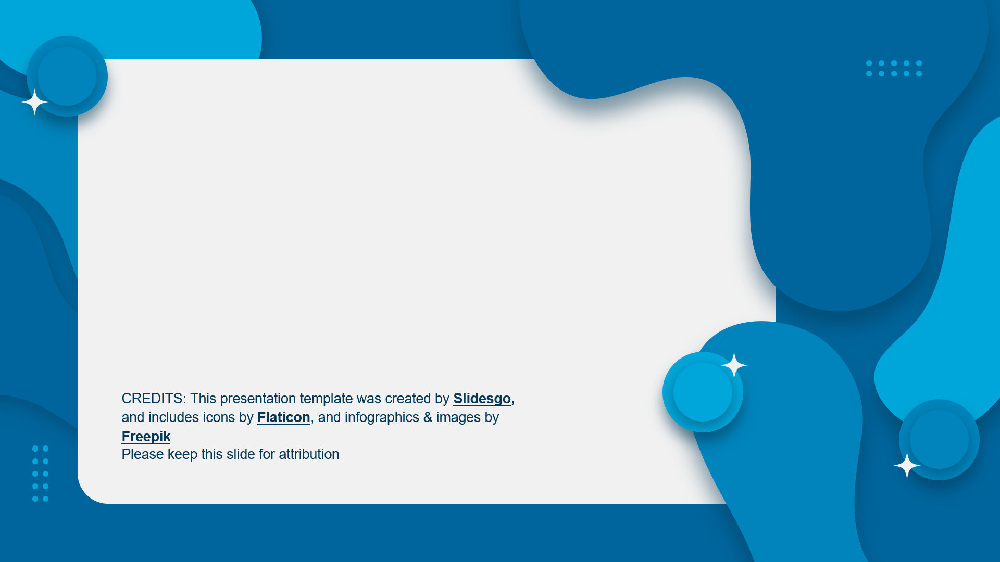 CREDITS: This presentation template was created by Slidesgo,
and includes icons by Flaticon, and infographics & images by
Freepik
Please keep this slide for attribution